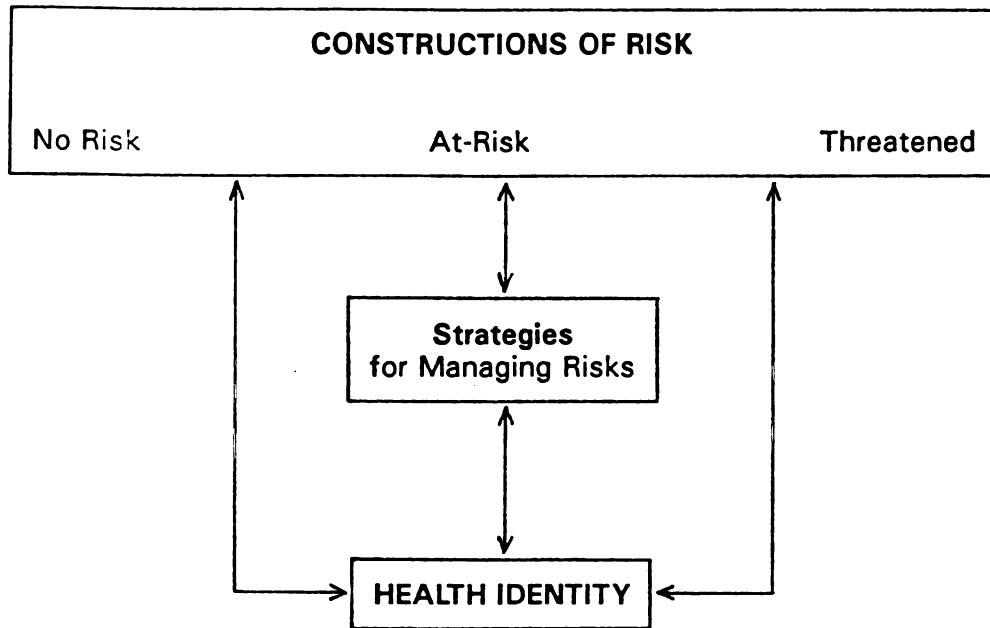 CONSTRUCTIONS OF RISK
No Risk At-Risk Threatened
Strategies
for Managing Risks
HEALTH IDENTITY